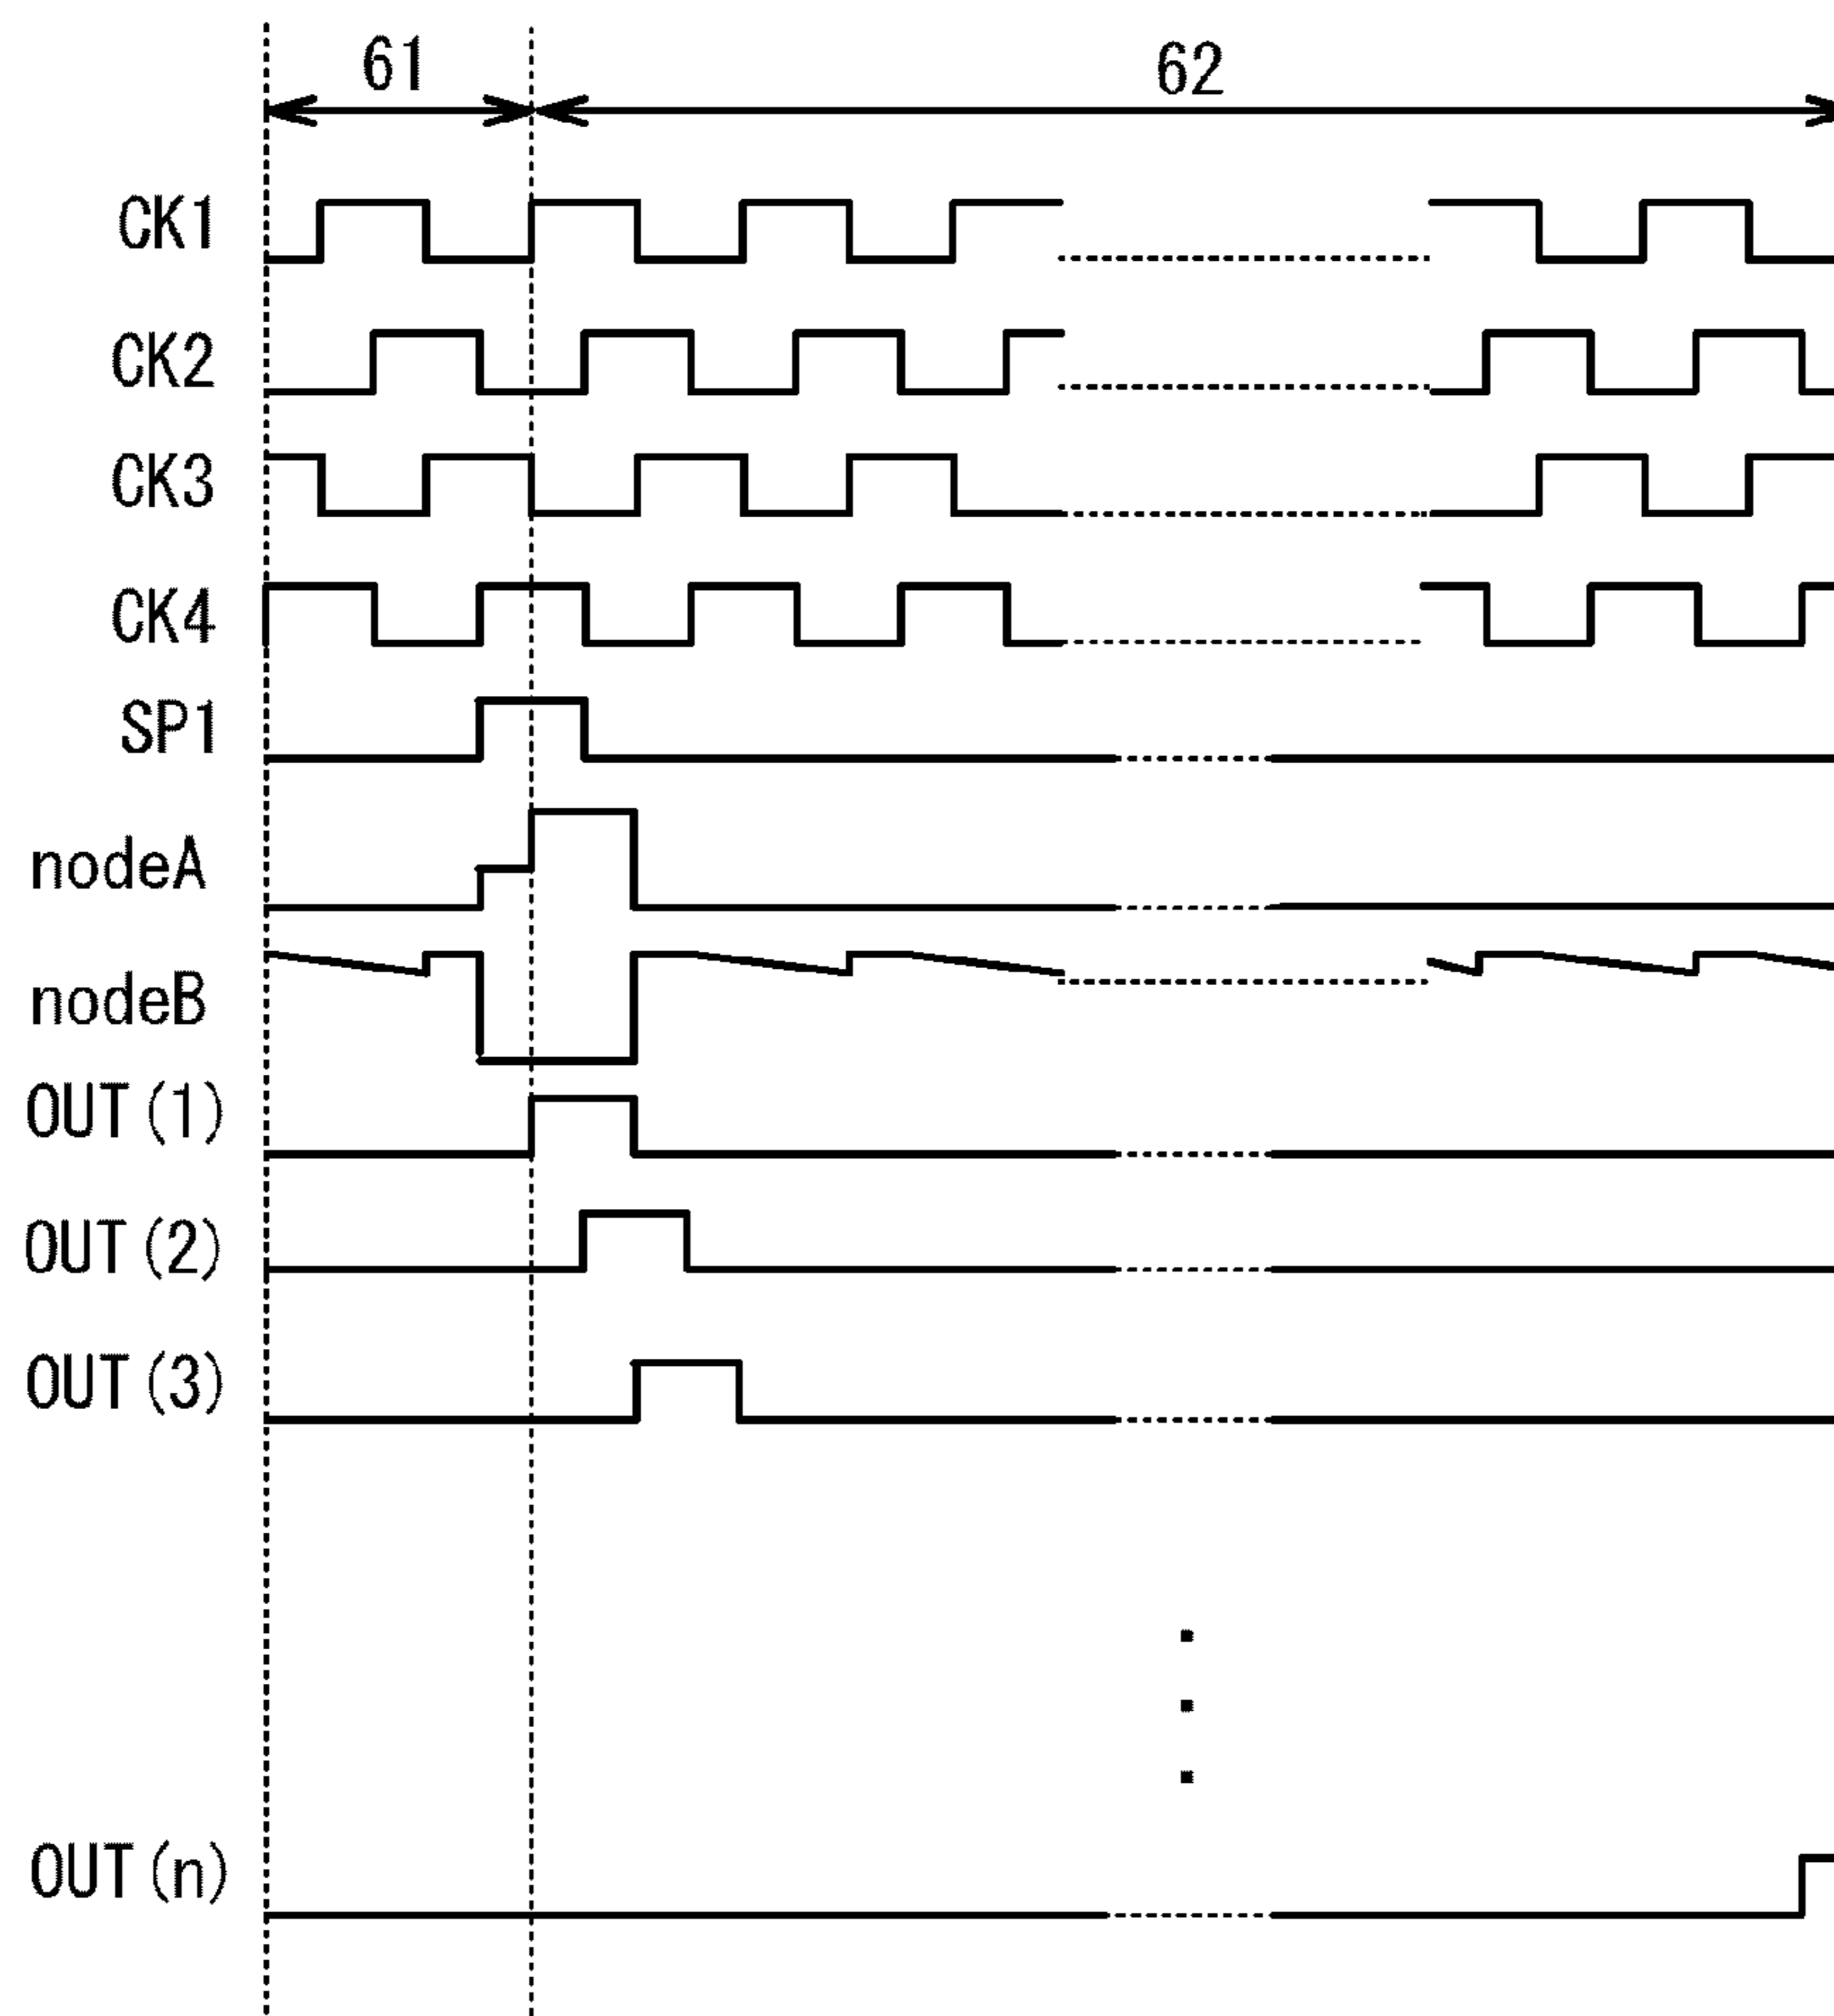 61 62
CK1
CK2
CK3
CK4
SP1
nodeA
nodeB
OUT(1)
OUT(2)
OUT(3)
OUT(n)